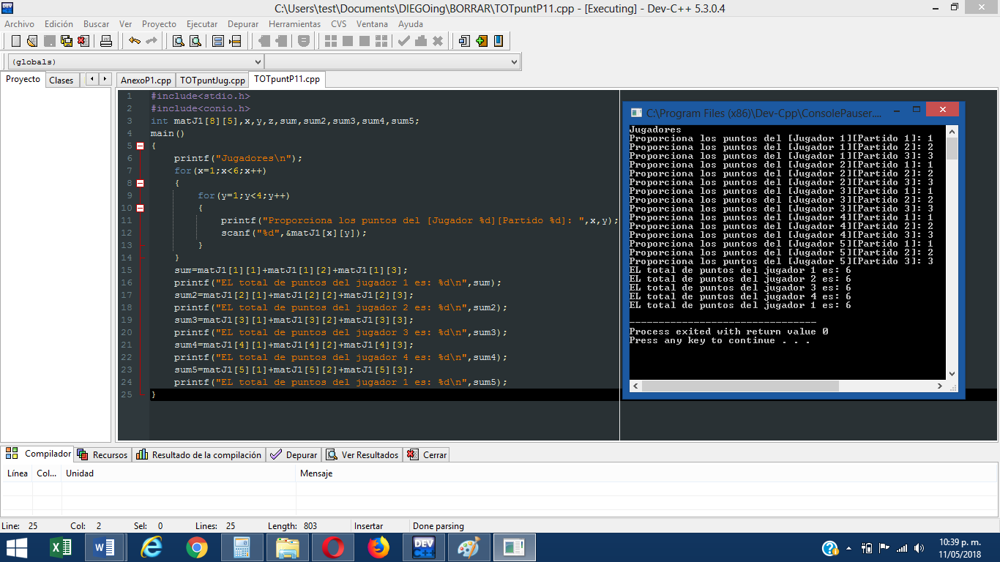 C:\Users\test\Documents\DIEGOing\BORRAR\TOTpuntP11.cpp - [Executing] - Dev-C++ 5.3.0.4
Archivo Edición Buscar Ver Proyecto Ejecutar Depurar Herramientas CVS Ventana Ayuda
(globals)
Proyecto Clases AnexoP1.cpp TOTpuntJug.cpp TOTpuntP11.cpp
1 #include<stdio.h>
2 #include<conio.h>
3 int matJ1[8][5],x,y,z,sum,sum2,sum3,sum4,sum5;
4 main()
5 {
6 printf("Jugadores\n");
7 for(x=1;x<6;x++)
8 {
9 for(y=1;y<4;y++)
10 {
11 printf("Proporciona los puntos del [Jugador %d][Partido %d]: ",x,y);
12 scanf("%d",&matJ1[x][y]);
13 }
14 }
15 sum=matJ1[1][1]+matJ1[1][2]+matJ1[1][3];
16 printf("EL total de puntos del jugador 1 es: %d\n",sum);
17 sum2=matJ1[2][1]+matJ1[2][2]+matJ1[2][3];
18 printf("EL total de puntos del jugador 2 es: %d\n",sum2);
19 sum3=matJ1[3][1]+matJ1[3][2]+matJ1[3][3];
20 printf("EL total de puntos del jugador 3 es: %d\n",sum3);
21 sum4=matJ1[4][1]+matJ1[4][2]+matJ1[4][3];
22 printf("EL total de puntos del jugador 4 es: %d\n",sum4);
23 sum5=matJ1[5][1]+matJ1[5][2]+matJ1[5][3];
24 printf("EL total de puntos del jugador 1 es: %d\n",sum5);
25 }
C:\Program Files (x86)\Dev-Cpp\ConsolePauser....
Jugadores
Proporciona los puntos del [Jugador 1][Partido 1]: 1
Proporciona los puntos del [Jugador 1][Partido 2]: 2
Proporciona los puntos del [Jugador 1][Partido 3]: 3
Proporciona los puntos del [Jugador 2][Partido 1]: 1
Proporciona los puntos del [Jugador 2][Partido 2]: 2
Proporciona los puntos del [Jugador 2][Partido 3]: 3
Proporciona los puntos del [Jugador 3][Partido 1]: 1
Proporciona los puntos del [Jugador 3][Partido 2]: 2
Proporciona los puntos del [Jugador 3][Partido 3]: 3
Proporciona los puntos del [Jugador 4][Partido 1]: 1
Proporciona los puntos del [Jugador 4][Partido 2]: 2
Proporciona los puntos del [Jugador 4][Partido 3]: 3
Proporciona los puntos del [Jugador 5][Partido 1]: 1
Proporciona los puntos del [Jugador 5][Partido 2]: 2
Proporciona los puntos del [Jugador 5][Partido 3]: 3
EL total de puntos del jugador 1 es: 6
EL total de puntos del jugador 2 es: 6
EL total de puntos del jugador 3 es: 6
EL total de puntos del jugador 4 es: 6
EL total de puntos del jugador 1 es: 6
--------------------------------
Process exited with return value 0
Press any key to continue . . .
Compilador Recursos Resultado de la compilación Depurar Ver Resultados Cerrar
Línea Col... Unidad Mensaje
Line: 25 Col: 2 Sel: 0 Lines: 25 Length: 803 Insertar Done parsing
10:39 p. m.
11/05/2018